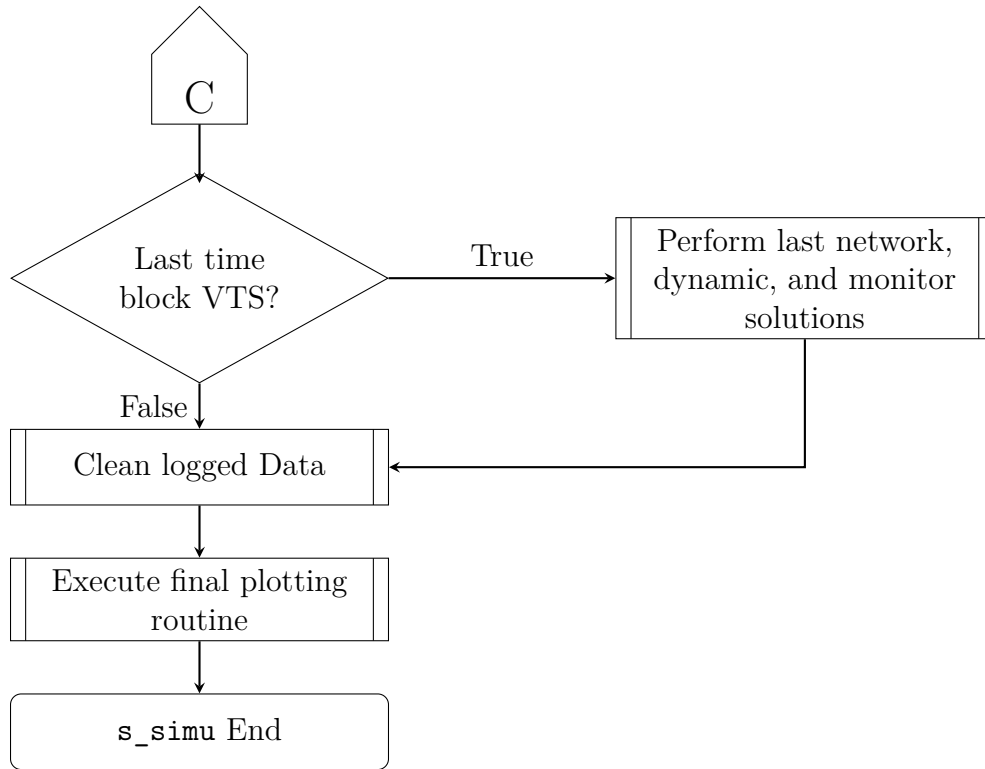 C
Last time
block VTS?
True
Perform last network,
dynamic, and monitor
solutions
False
Clean logged Data
Execute final plotting
routine
s_simu End